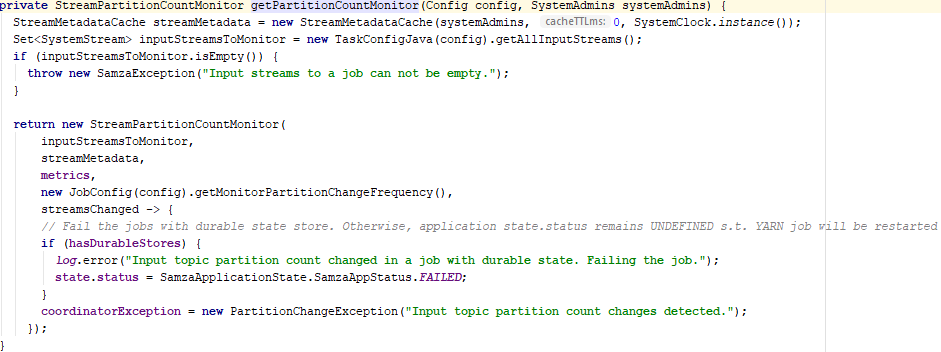 private StreamPartitionCountMonitor getPartitionCountMonitor(Config config, SystemAdmins systemAdmins) {
  StreamMetadataCache streamMetadata = new StreamMetadataCache(systemAdmins, cacheTTLms: 0, SystemClock.instance());
  Set<SystemStream> inputStreamsToMonitor = new TaskConfigJava(config).getAllInputStreams();
  if (inputStreamsToMonitor.isEmpty()) {
    throw new SamzaException("Input streams to a job can not be empty.");
  }
  return new StreamPartitionCountMonitor(
      inputStreamsToMonitor,
      streamMetadata,
      metrics,
      new JobConfig(config).getMonitorPartitionChangeFrequency(),
      streamsChanged -> {
      // Fail the jobs with durable state store. Otherwise, application state.status remains UNDEFINED s.t. YARN job will be restarted
      if (hasDurableStores) {
        log.error("Input topic partition count changed in a job with durable state. Failing the job.");
        state.status = SamzaApplicationState.SamzaAppStatus.FAILED;
      }
      coordinatorException = new PartitionChangeException("Input topic partition count changes detected.");
    });
}